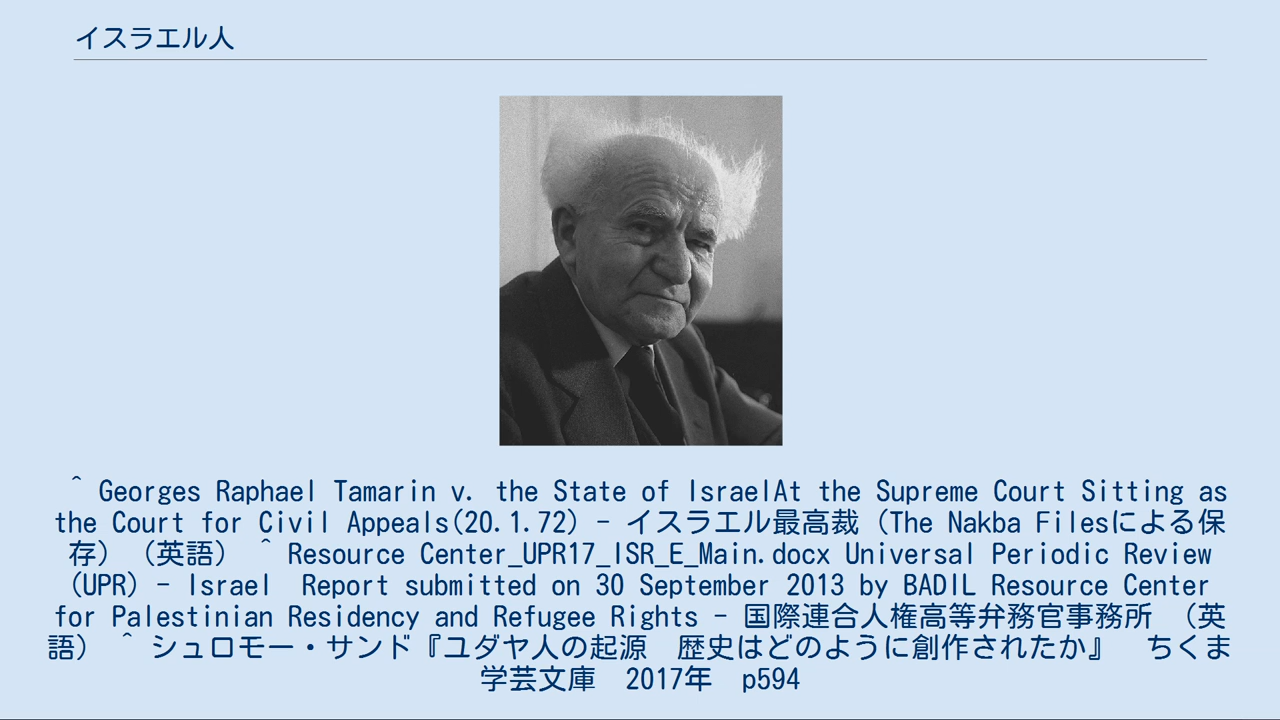 イスラエル人
^ Georges Raphael Tamarin v. the State of IsraelAt the Supreme Court Sitting as
the Court for Civil Appeals(20.1.72) - イスラエル最高裁（The Nakba Filesによる保
存）（英語） ^ Resource Center_UPR17_ISR_E_Main.docx Universal Periodic Review
（UPR）- Israel　Report submitted on 30 September 2013 by BADIL Resource Center
for Palestinian Residency and Refugee Rights - 国際連合人権高等弁務官事務所　（英
語） ^ シュロモー・サンド『ユダヤ人の起源　歴史はどのように創作されたか』　ちくま
学芸文庫　2017年　p594